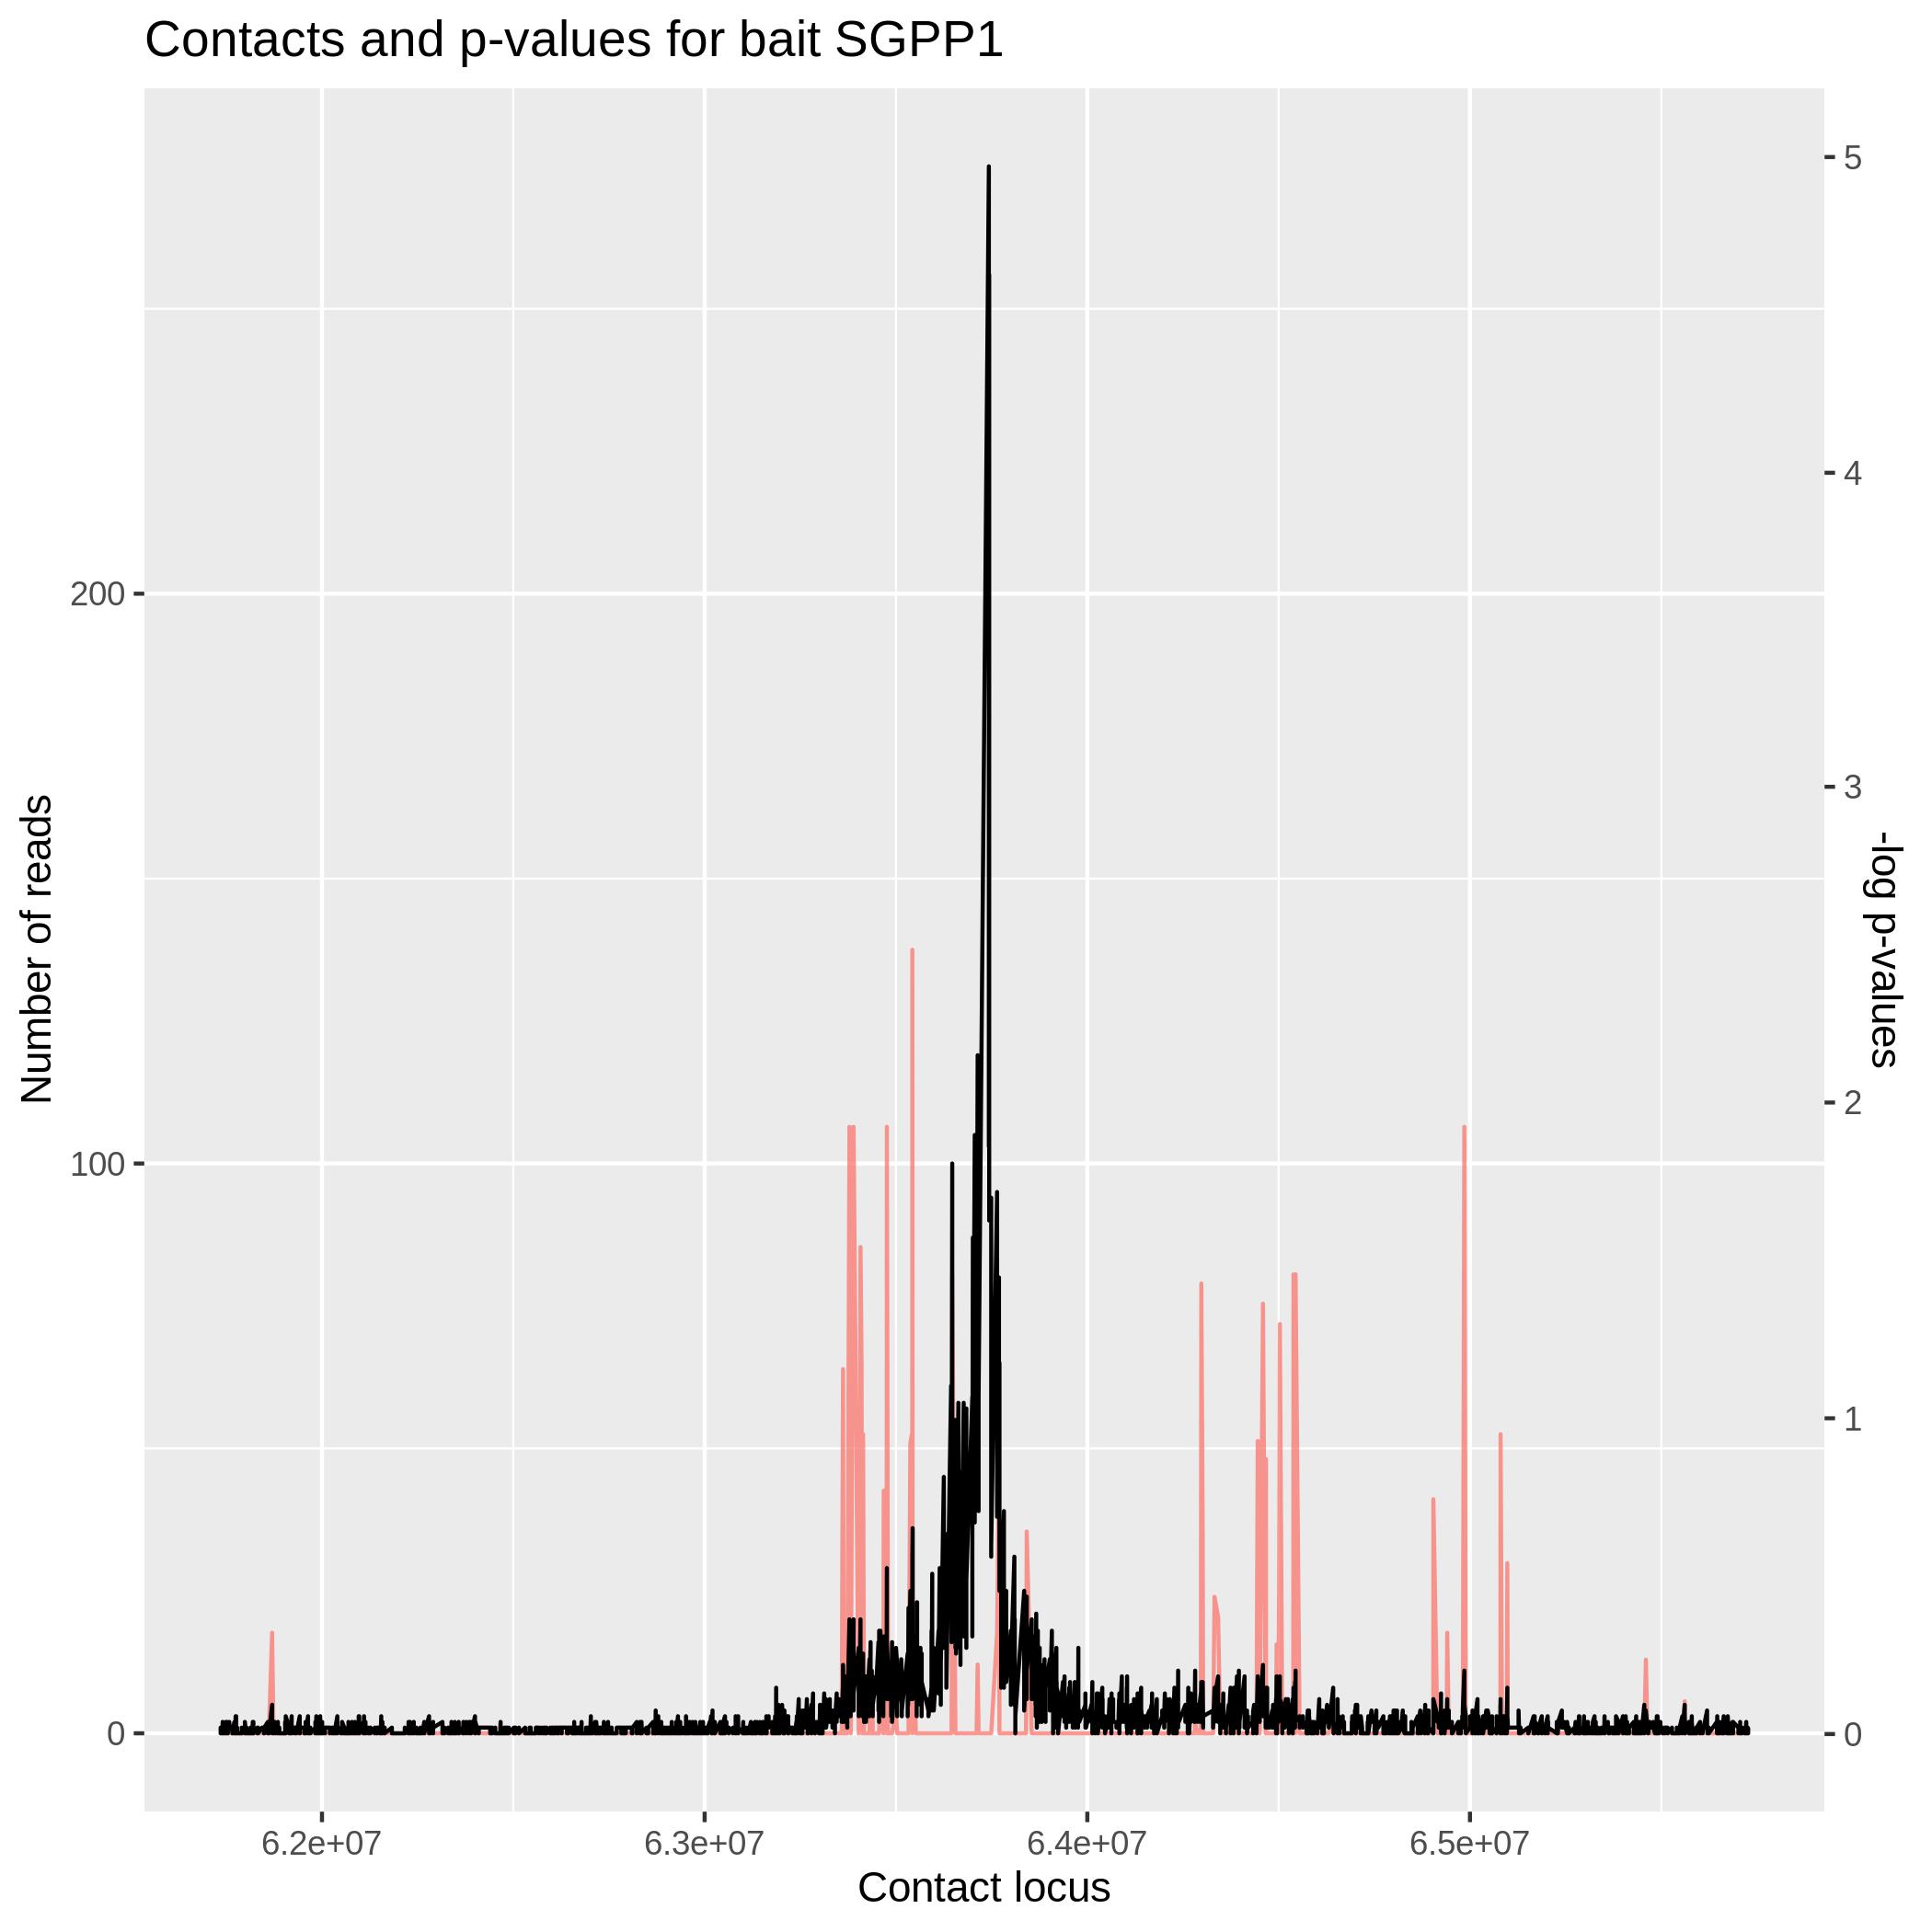 Contacts and p-values for bait SGPP1
Number of reads
200
100
0
5
4
3
2
1
0
-log p-values
6.2e+07 6.3e+07 6.4e+07 6.5e+07
Contact locus